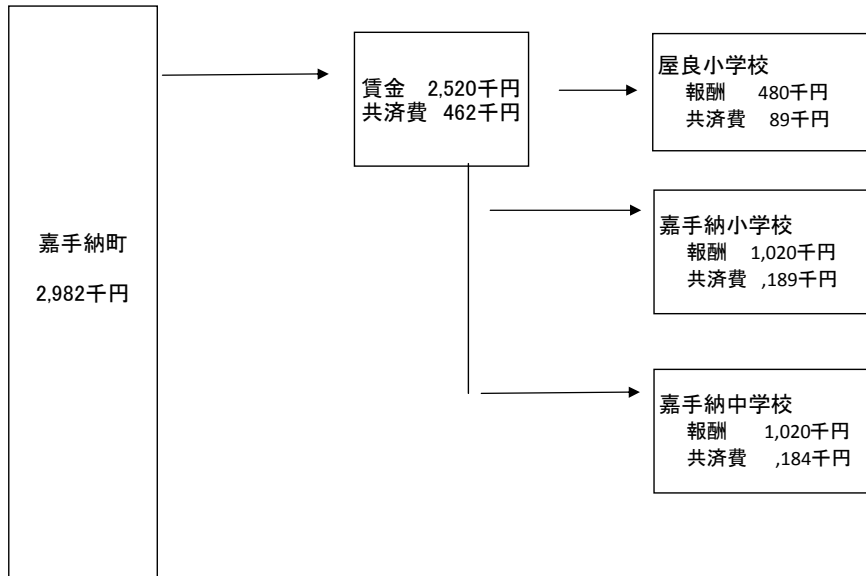 嘉手納町
2,982千円
賃金 2,520千円
共済費 462千円
屋良小学校
報酬 480千円
共済費 89千円
嘉手納小学校
報酬 1,020千円
共済費 ,189千円
嘉手納中学校
報酬 1,020千円
共済費 ,184千円